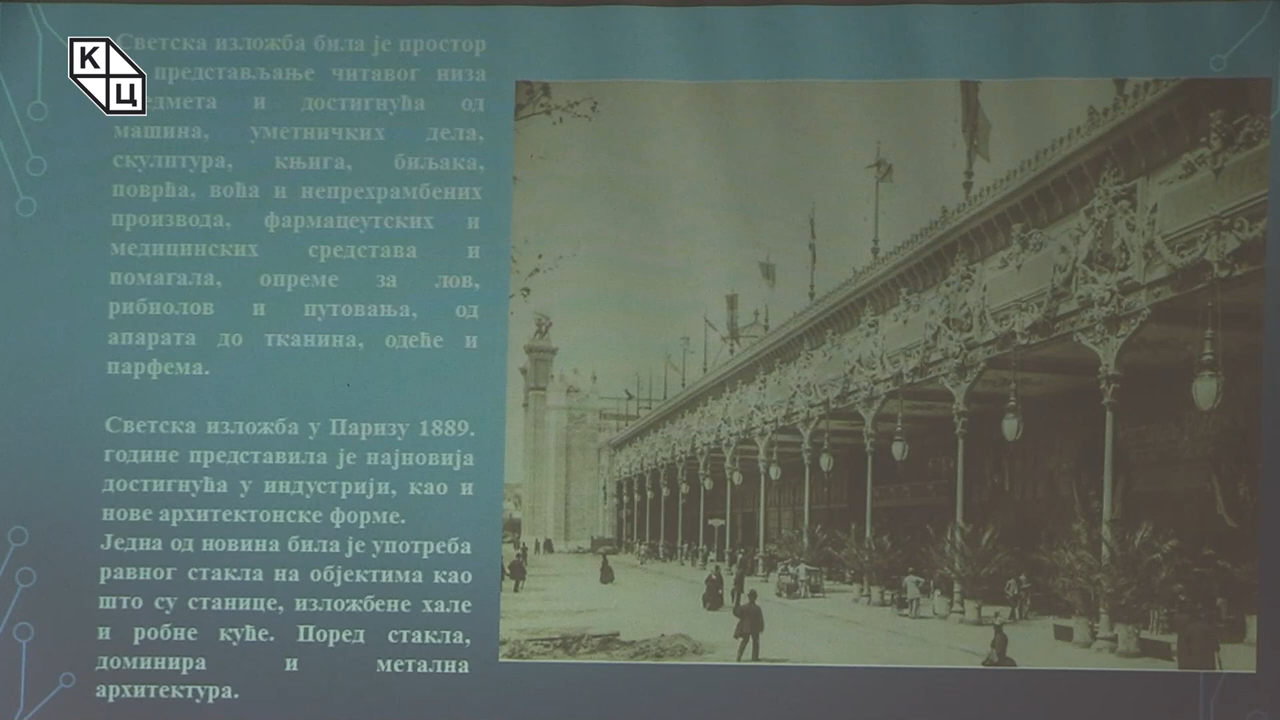 К
Ц
Светска изложба била је простор
представљање читавог низа
едмета и достигнућа од
машина, уметничких дела,
скулптура, књига, биљака,
поврћа, воћа и непрехрамбених
производа, фармацеутских и
медицинских средстава и
помагала, опреме за лов,
риболов и путовања, од
апарата до тканина, одеће и
парфема.
Светска изложба у Паризу 1889.
године представила је најновија
достигнућа у индустрији, као и
нове архитектонске форме.
Једна од новина била је употреба
равног стакла на објектима као
што су станице, изложбене хале
и робне куће. Поред стакла,
доминира и метална
архитектура.